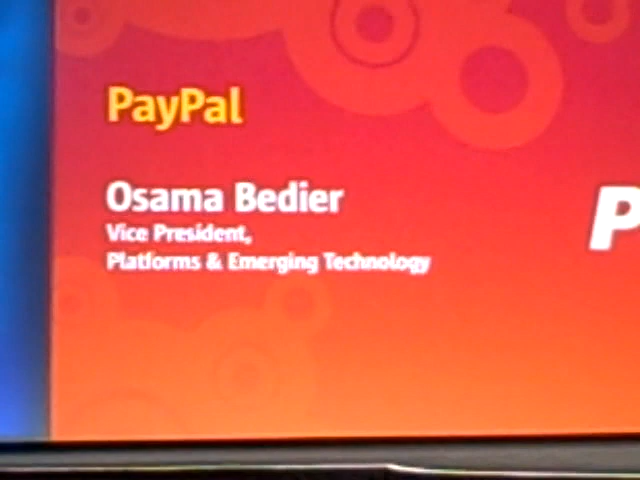 PayPal
Osama Bedier
Vice President,
Platforms & Emerging Technology
P